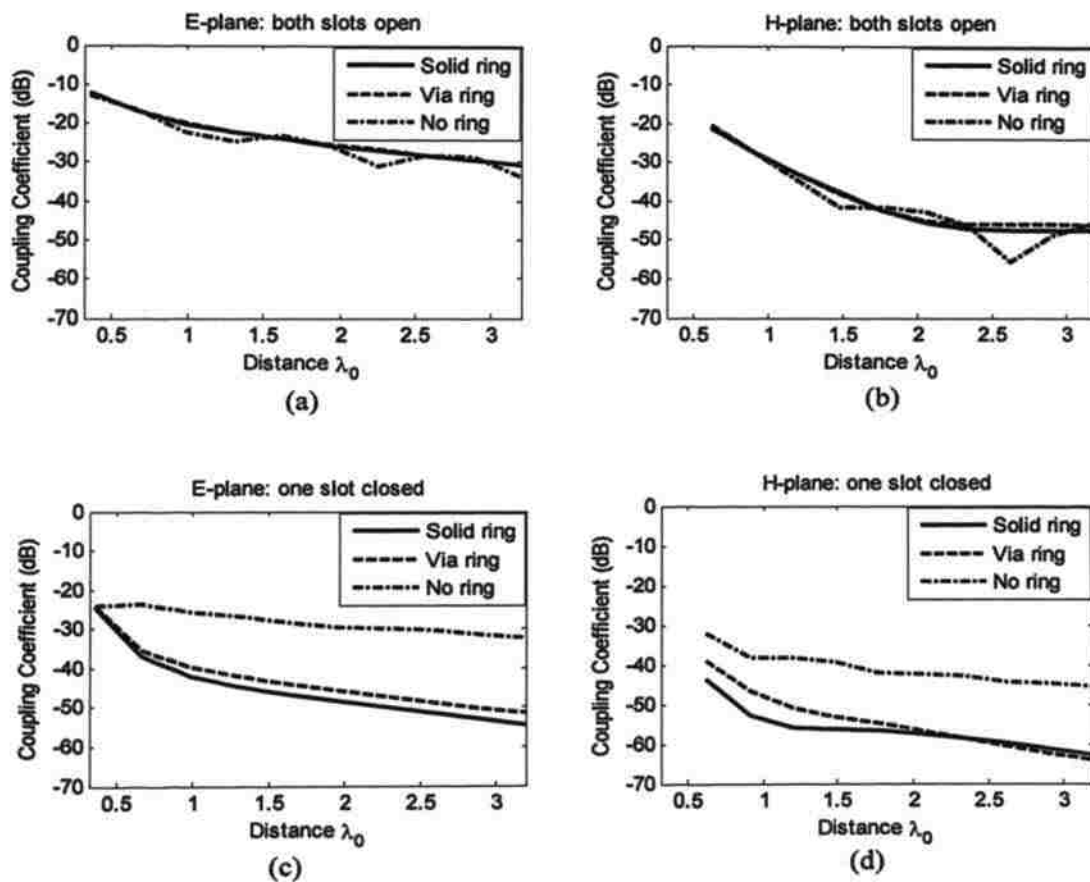 E-plane: both slots open
0
-10
-20
-30
-40
-50
-60
-70
Coupling Coefficient (dB)
Solid ring
Via ring
No ring
0.5 1 1.5 2 2.5 3
Distance λ0
(a)
H-plane: both slots open
0
-10
-20
-30
-40
-50
-60
-70
Coupling Coefficient (dB)
Solid ring
Via ring
No ring
0.5 1 1.5 2 2.5 3
Distance λ0
(b)
E-plane: one slot closed
0
-10
-20
-30
-40
-50
-60
-70
Coupling Coefficient (dB)
Solid ring
Via ring
No ring
0.5 1 1.5 2 2.5 3
Distance λ0
(c)
H-plane: one slot closed
0
-10
-20
-30
-40
-50
-60
-70
Coupling Coefficient (dB)
Solid ring
Via ring
No ring
0.5 1 1.5 2 2.5 3
Distance λ0
(d)